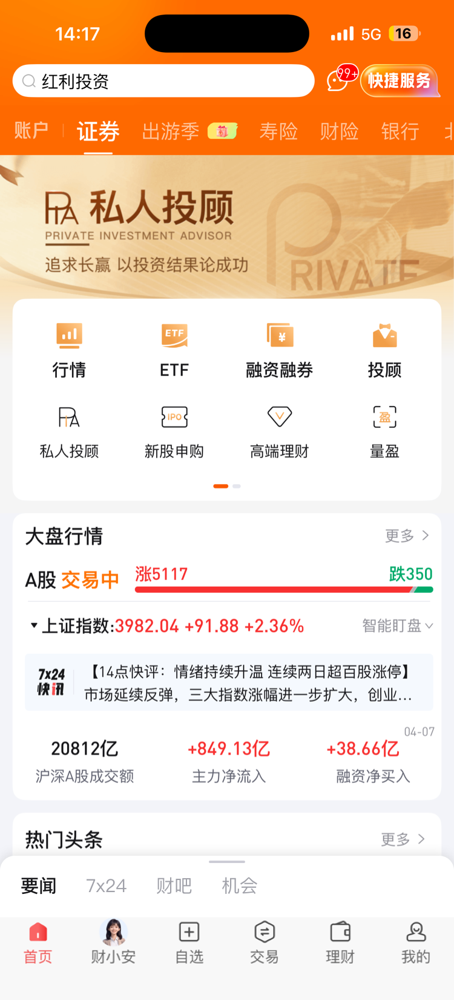 14:17
5G 16
红利投资
99+
快捷服务
账户 证券 出游季 寿险 财险 银行
私人投顾
PRIVATE INVESTMENT ADVISOR
追求长赢 以投资结果论成功
PRIVATE
行情 ETF 融资融券 投顾
ETF
IPO
盈
私人投顾 新股申购 高端理财 量盈
大盘行情 更多
A股 交易中 涨5117 跌350
上证指数:3982.04 +91.88 +2.36% 智能盯盘
7x24
快讯
【14点快评：情绪持续升温 连续两日超百股涨停】
市场延续反弹，三大指数涨幅进一步扩大，创业...
04-07
20812亿 +849.13亿 +38.66亿
沪深A股成交额 主力净流入 融资净买入
热门头条 更多
要闻 7x24 财吧 机会
首页 财小安 自选 交易 理财 我的